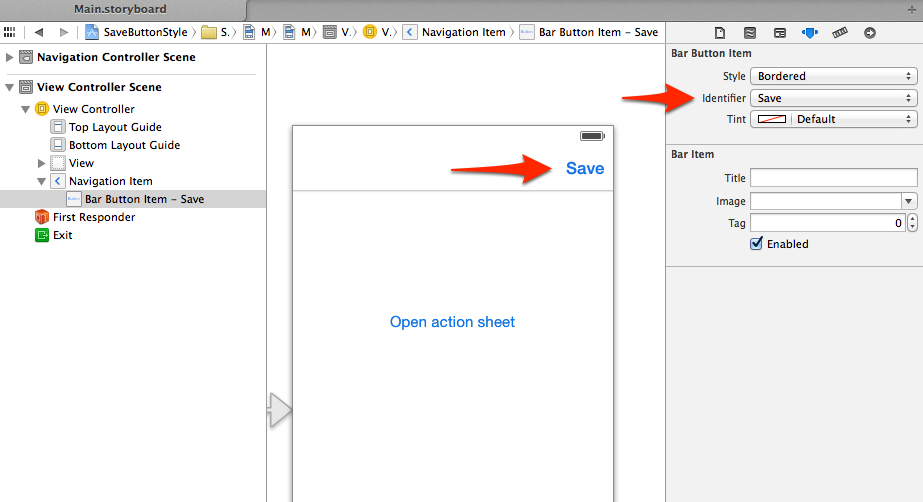 Main.storyboard
SaveButtonStyle S. M M V. V. Navigation Item Bar Button Item – Save
Navigation Controller Scene
View Controller Scene
View Controller
Top Layout Guide
Bottom Layout Guide
View
Navigation Item
Bar Button Item – Save
First Responder
Exit
Save
Open action sheet
Bar Button Item
Style Bordered
Identifier Save
Tint Default
Bar Item
Title
Image
Tag 0
Enabled